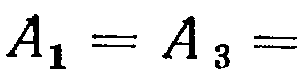 A₁ = A₃ =